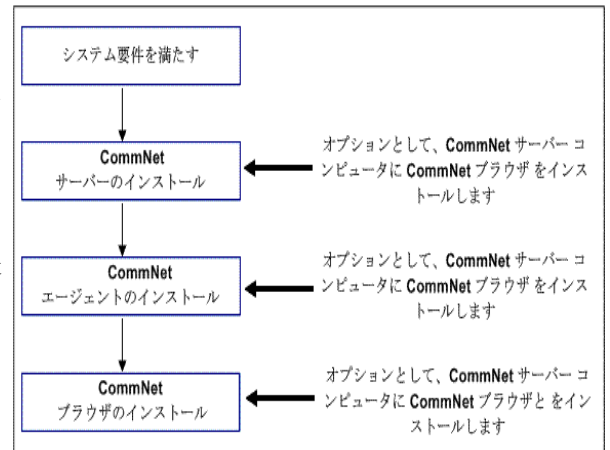 システム要件を満たす
CommNet
サーバーのインストール
オプションとして、CommNet サーバー コ
ンピュータに CommNet ブラウザ をインス
トールします
CommNet
エージェントのインストール
オプションとして、CommNet サーバー コ
ンピュータに CommNet ブラウザ をインス
トールします
CommNet
ブラウザのインストール
オプションとして、CommNet サーバー コ
ンピュータに CommNet ブラウザと をイン
ストールします